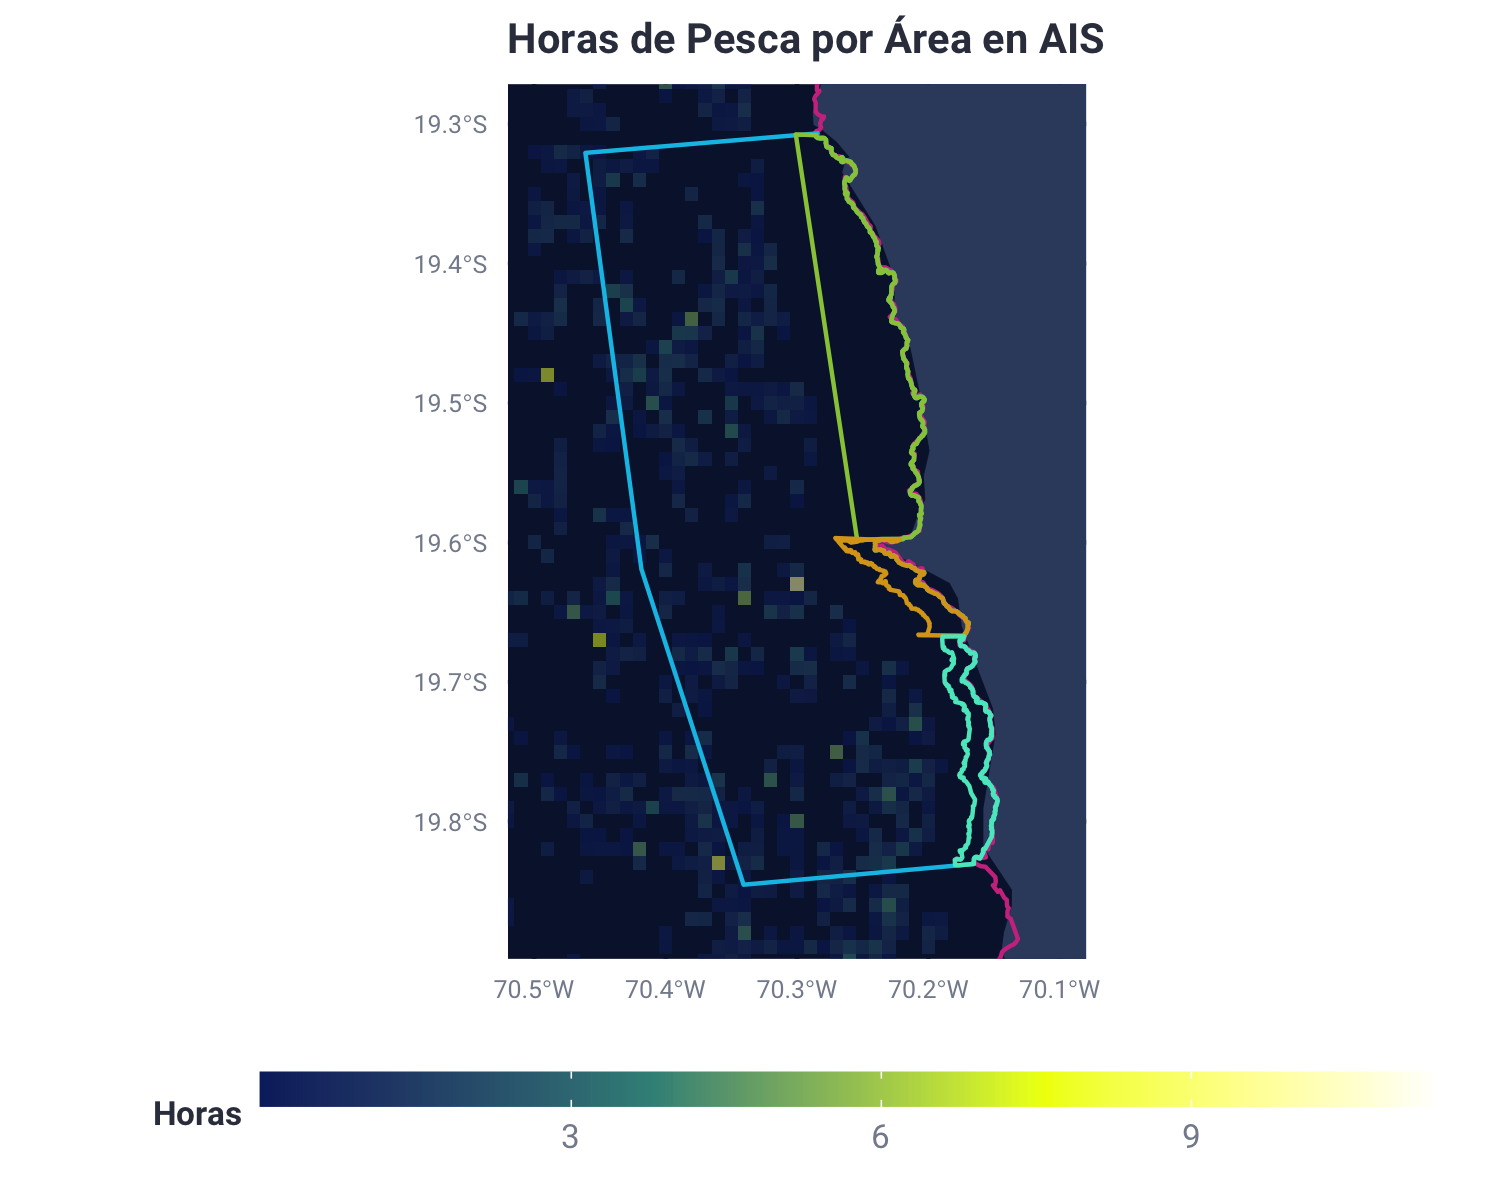 Horas de Pesca por Área en AIS
19.3°S
19.4°S
19.5°S
19.6°S
19.7°S
19.8°S
70.5°W 70.4°W 70.3°W 70.2°W 70.1°W
Horas
3 6 9